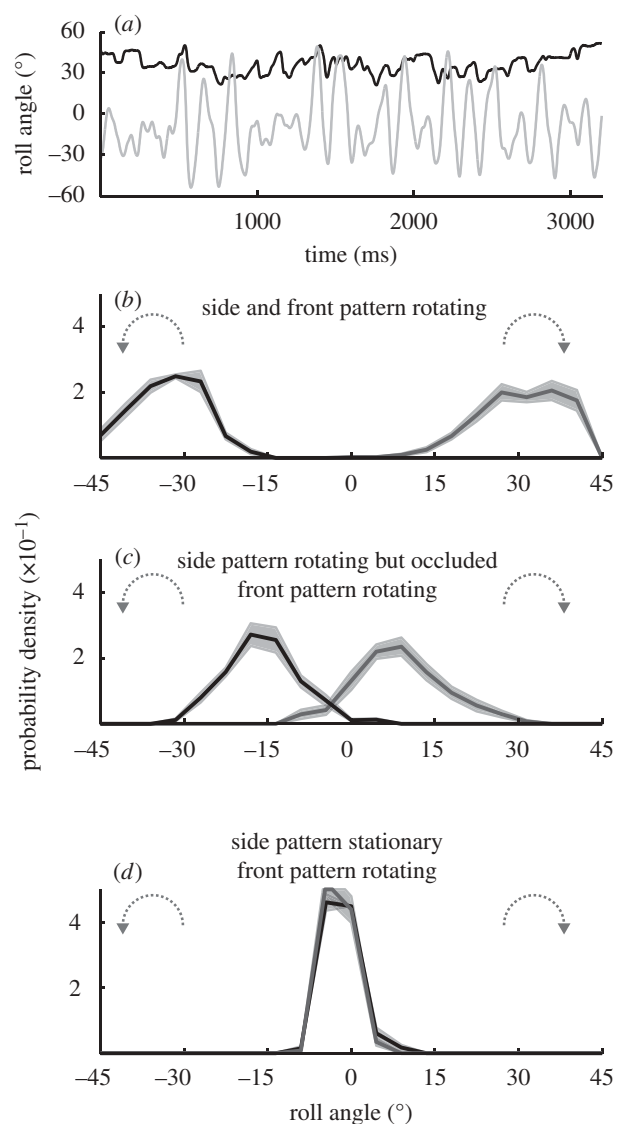 (a)
60
30
0
–30
–60
roll angle (°)
1000 2000 3000
time (ms)
(b)
side and front pattern rotating
4
2
–45 –30 –15 0 15 30 45
probability density (×10⁻¹)
(c)
side pattern rotating but occluded
front pattern rotating
4
2
–45 –30 –15 0 15 30 45
side pattern stationary
front pattern rotating
(d)
4
2
–45 –30 –15 0 15 30 45
roll angle (°)